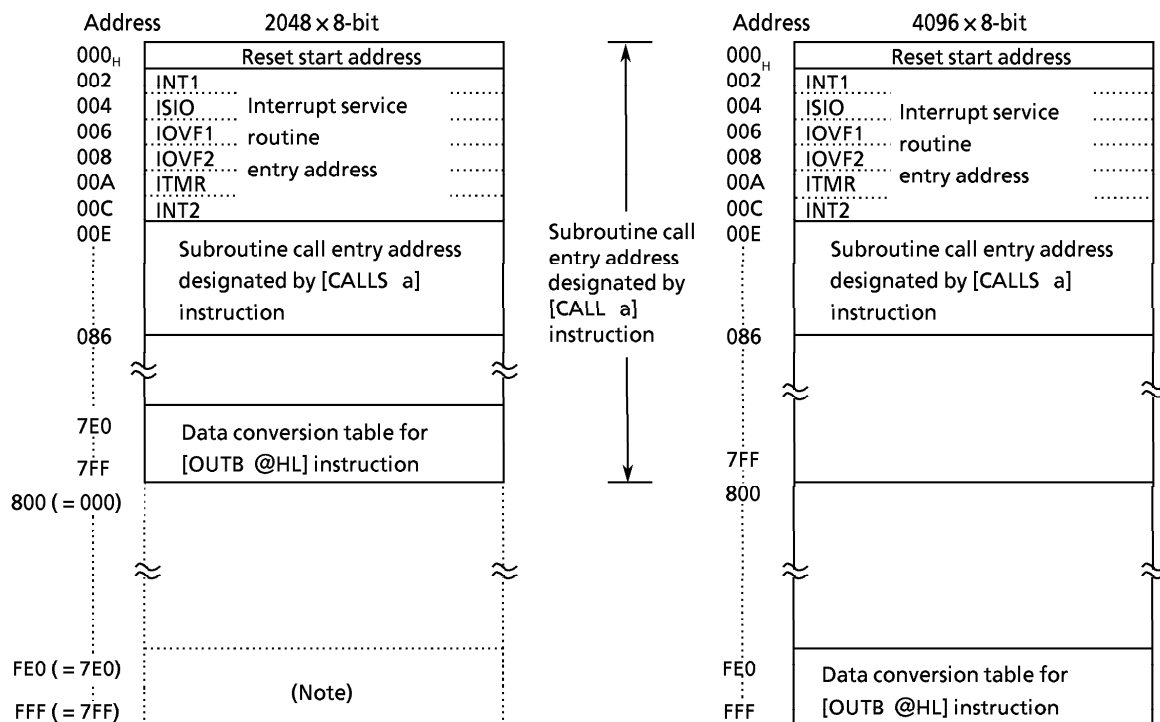 Address 2048 × 8-bit
000H Reset start address
002 INT1
004 ISIO Interrupt service
006 IOVF1 routine
008 IOVF2 entry address
00A ITMR
00C INT2
00E
Subroutine call entry address
designated by [CALLS a]
instruction
086
7E0
Data conversion table for
[OUTB @HL] instruction
7FF
800 ( = 000)
FE0 ( = 7E0)
(Note)
FFF ( = 7FF)
Subroutine call
entry address
designated by
[CALL a]
instruction
Address 4096 × 8-bit
000H Reset start address
002 INT1
004 ISIO Interrupt service
006 IOVF1 routine
008 IOVF2 entry address
00A ITMR
00C INT2
00E
Subroutine call entry address
designated by [CALLS a]
instruction
086
7FF
800
FE0 Data conversion table for
FFF [OUTB @HL] instruction